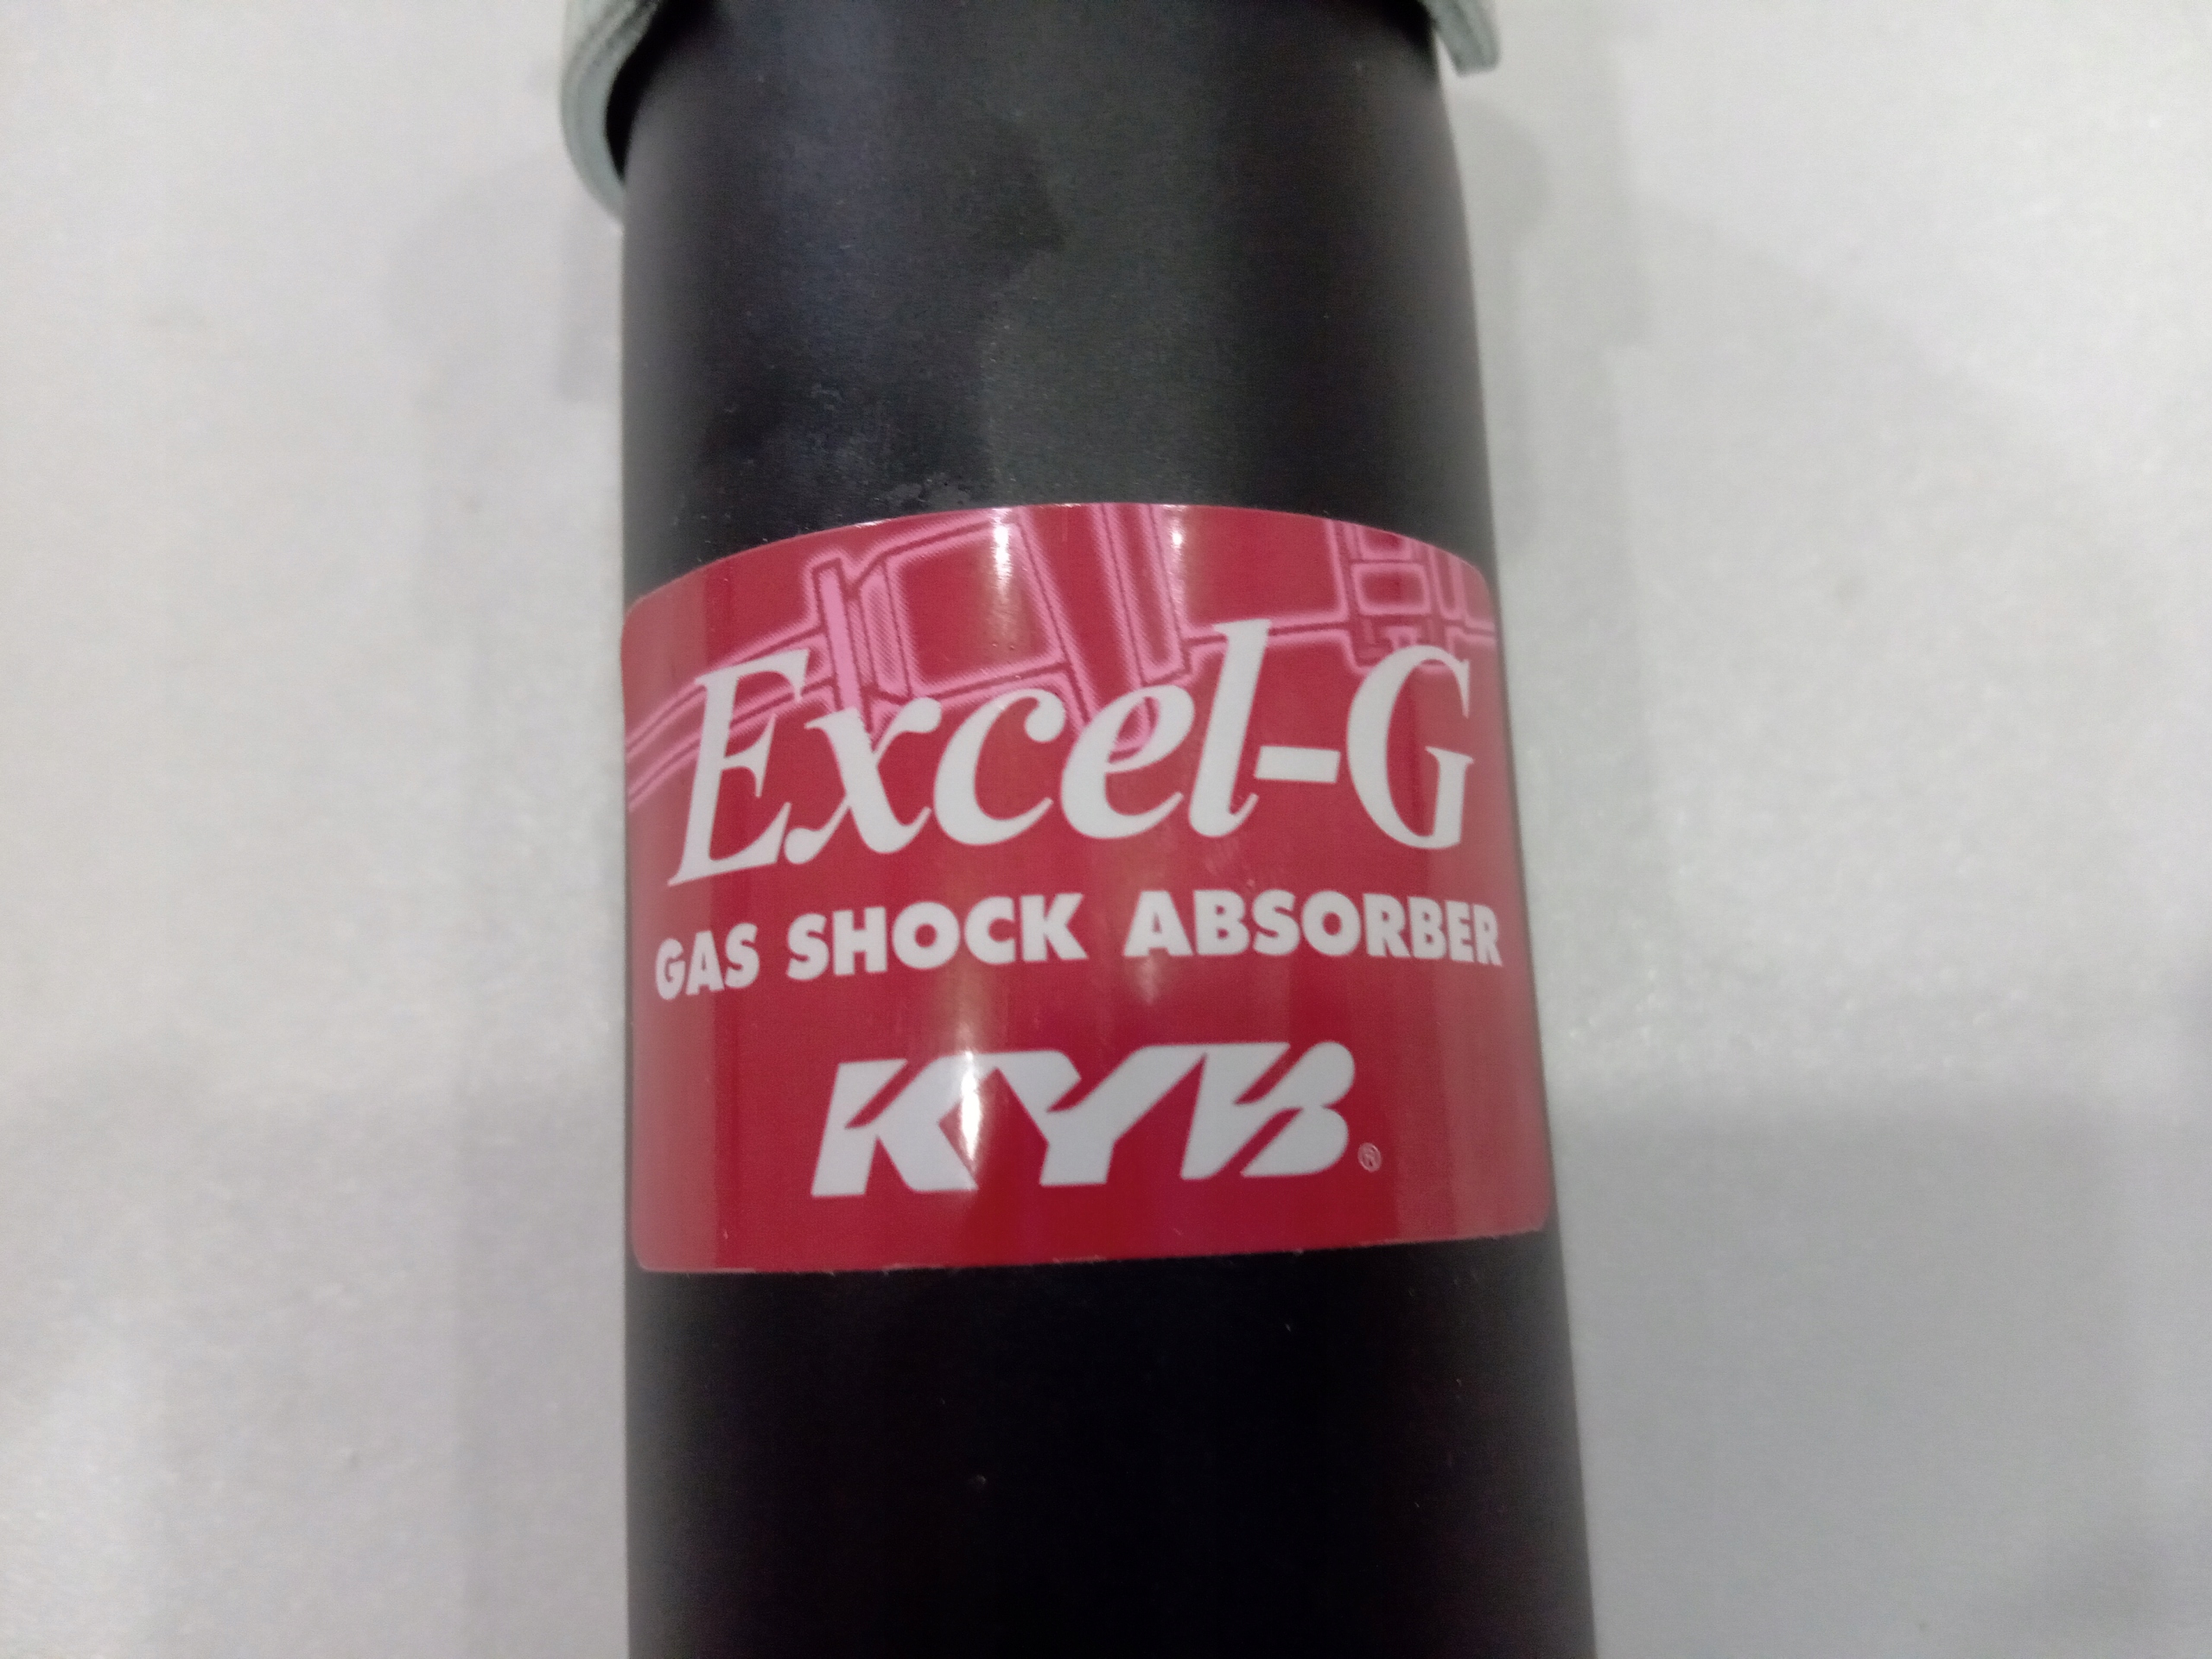 Excel-G
GAS SHOCK ABSORBER
KYB®